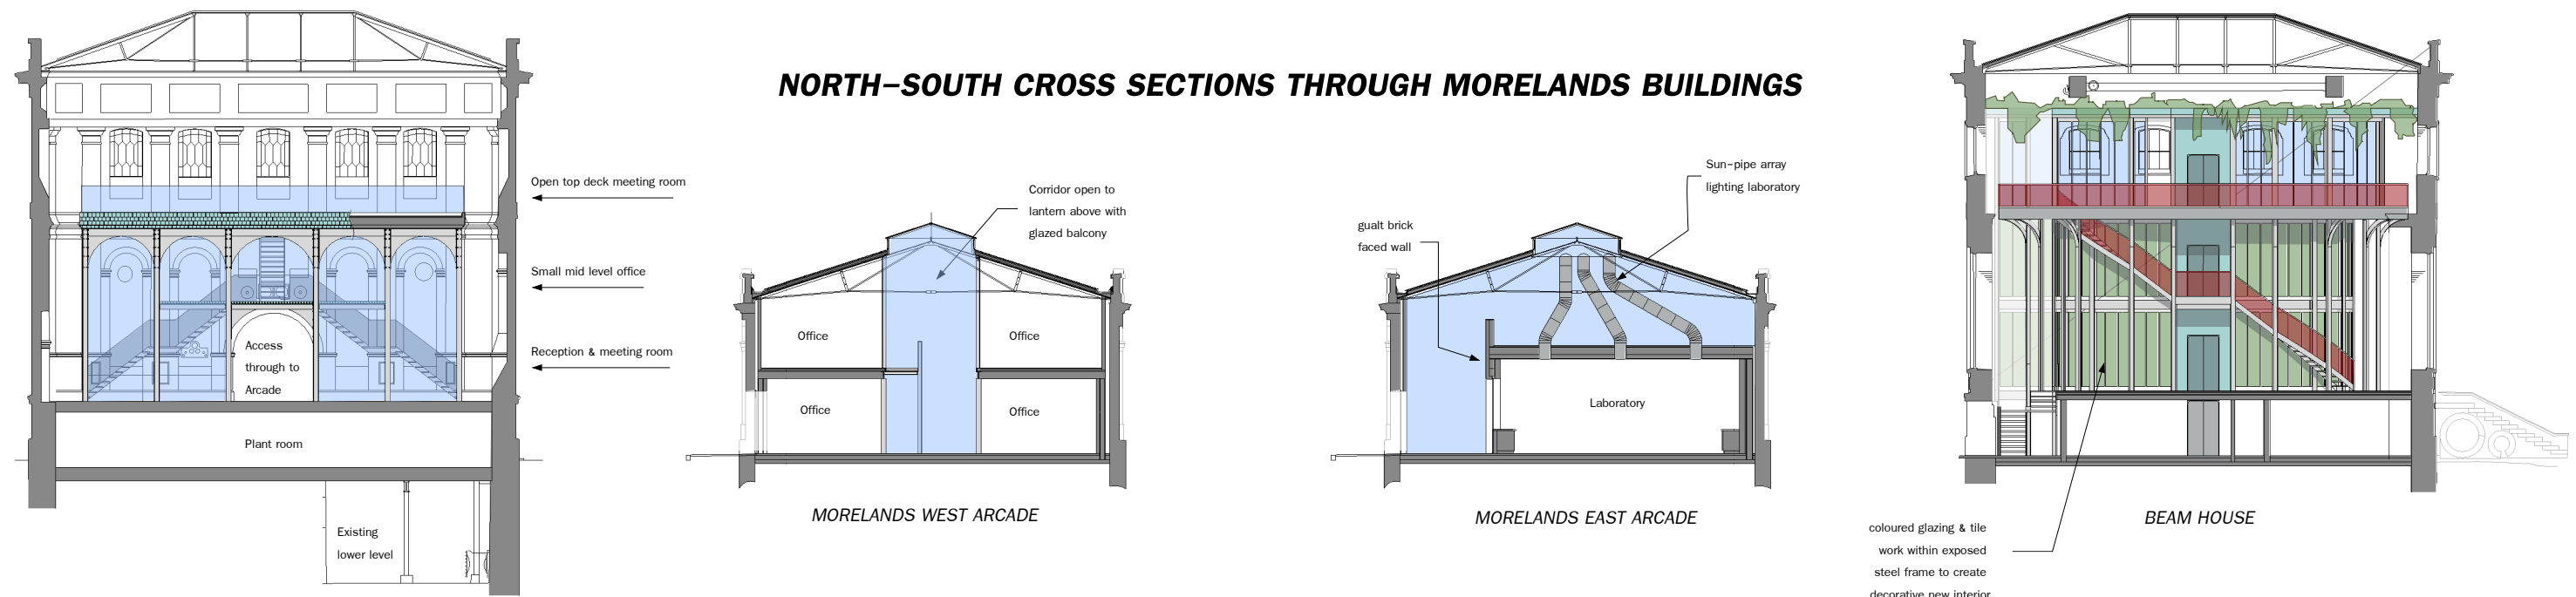 NORTH-SOUTH CROSS SECTIONS THROUGH MORELANDS BUILDINGS
Open top deck meeting room
Small mid level office
Reception & meeting room
Access
through to
Arcade
Plant room
Existing
lower level
Corridor open to
lantern above with
glazed balcony
Office
Office
Office
Office
MORELANDS WEST ARCADE
Sun-pipe array
lighting laboratory
gualt brick
faced wall
Laboratory
MORELANDS EAST ARCADE
BEAM HOUSE
coloured glazing & tile
work within exposed
steel frame to create
decorative new interior